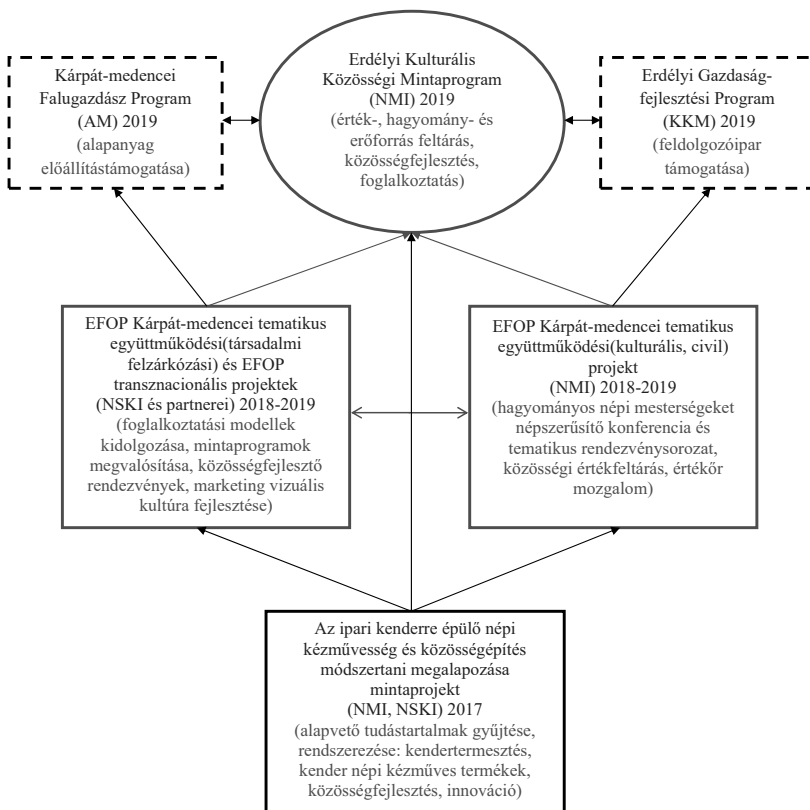 Kárpát-medencei
Falugazdász Program
(AM) 2019
(alapanyag
előállítástámogatása)
Erdélyi Kulturális
Közösségi Mintaprogram
(NMI) 2019
(érték-, hagyomány- és
erőforrás feltárás,
közösségfejlesztés,
foglalkoztatás)
Erdélyi Gazdaság-
fejlesztési Program
(KKM) 2019
(feldolgozóipar
támogatása)
EFOP Kárpát-medencei tematikus
együttműködési(társadalmi
felzárkózási) és EFOP
transznacionális projektek
(NSKI és partnerei) 2018-2019
(foglalkoztatási modellek
kidolgozása, mintaprogramok
megvalósítása, közösségfejlesztő
rendezvények, marketing vizuális
kultúra fejlesztése)
EFOP Kárpát-medencei tematikus
együttműködési(kulturális, civil)
projekt
(NMI) 2018-2019
(hagyományos népi mesterségeket
népszerűsítő konferencia és
tematikus rendezvénysorozat,
közösségi értékfeltárás, értékőr
mozgalom)
Az ipari kenderre épülő népi
kézművesség és közösségépítés
módszertani megalapozása
mintaprojekt
(NMI, NSKI) 2017
(alapvető tudástartalmak gyűjtése,
rendszerezése: kendertermesztés,
kender népi kézműves termékek,
közösségfejlesztés, innováció)